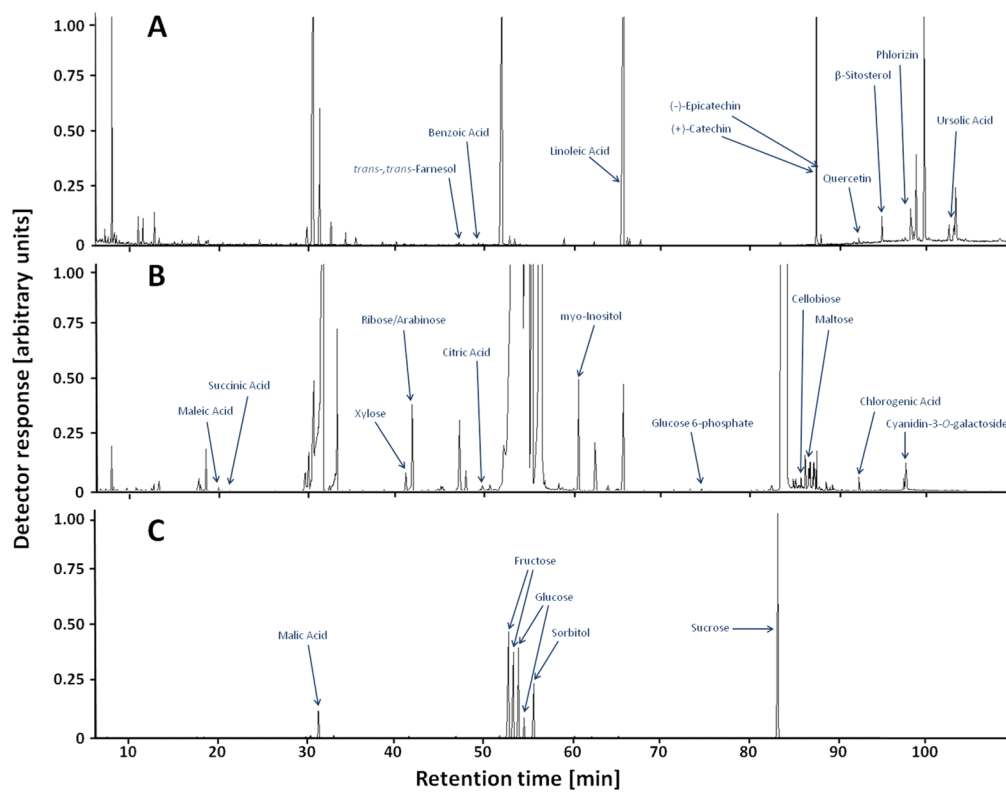 Detector response [arbitrary units]
A
1.00
0.75
0.50
0.25
0
trans-,trans-Farnesol
Benzoic Acid
Linoleic Acid
(-)-Epicatechin
(+)-Catechin
Quercetin
β-Sitosterol
Phlorizin
Ursolic Acid
B
1.00
0.75
0.50
0.25
0
Maleic Acid
Succinic Acid
Xylose
Ribose/Arabinose
Citric Acid
myo-Inositol
Glucose 6-phosphate
Cellobiose
Maltose
Chlorogenic Acid
Cyanidin-3-O-galactoside
C
1.00
0.75
0.50
0.25
0
Malic Acid
Fructose
Glucose
Sorbitol
Sucrose
10 20 30 40 50 60 70 80 90 100
Retention time [min]